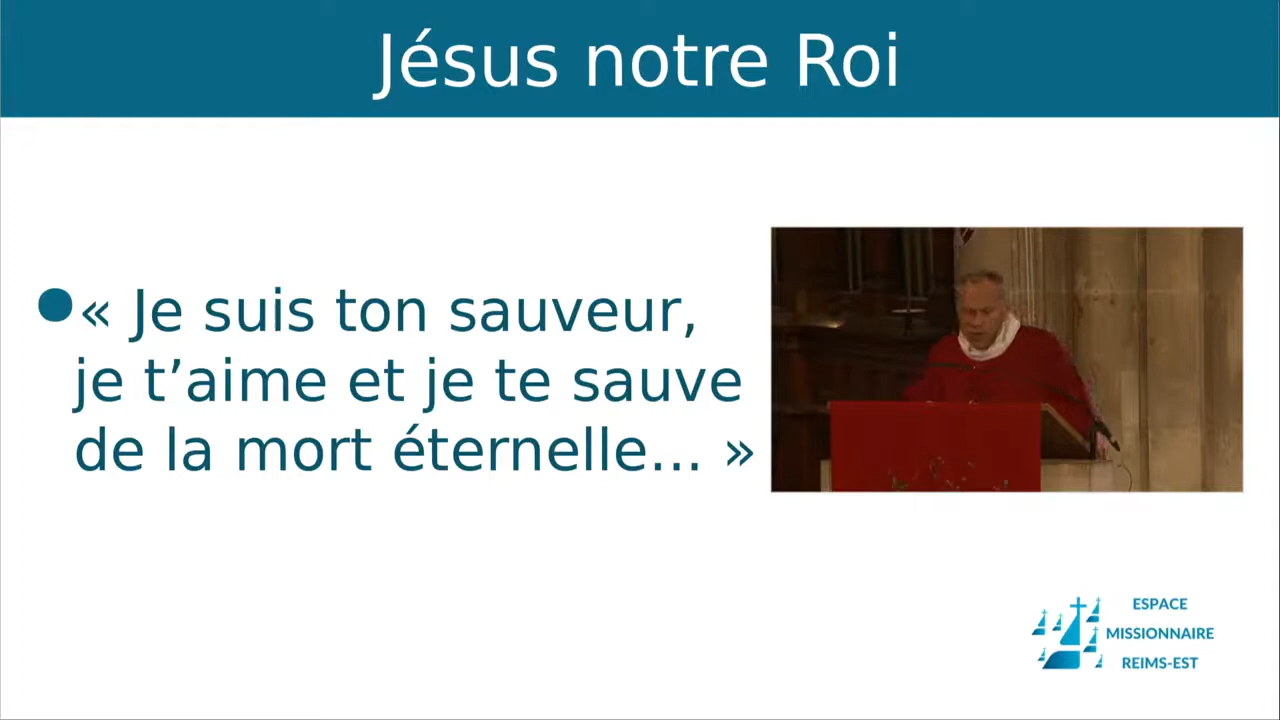 Jésus notre Roi
« Je suis ton sauveur,
je t’aime et je te sauve
de la mort éternelle... »
ESPACE
MISSIONNAIRE
REIMS-EST